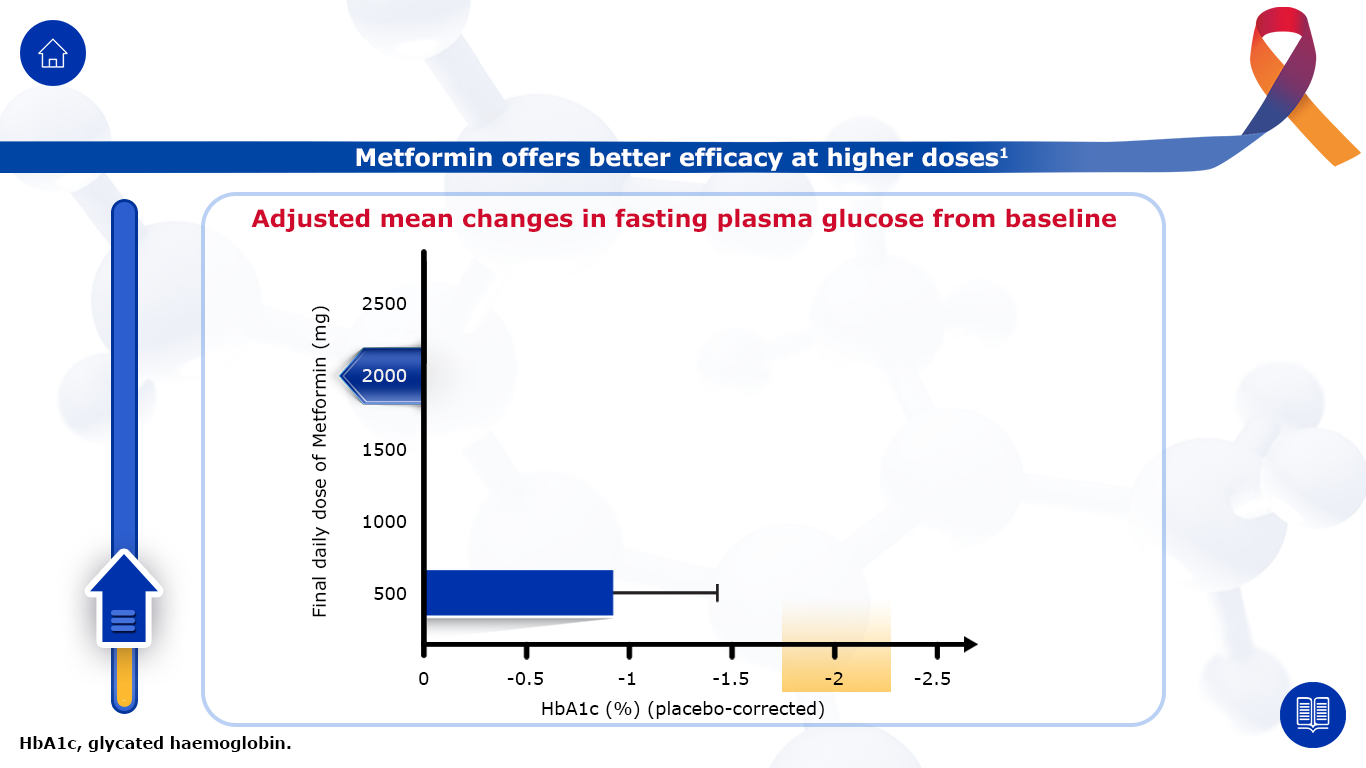 Metformin offers better efficacy at higher doses¹
Adjusted mean changes in fasting plasma glucose from baseline
Final daily dose of Metformin (mg)
2500
2000
1500
1000
500
0 -0.5 -1 -1.5 -2 -2.5
HbA1c (%) (placebo-corrected)
HbA1c, glycated haemoglobin.